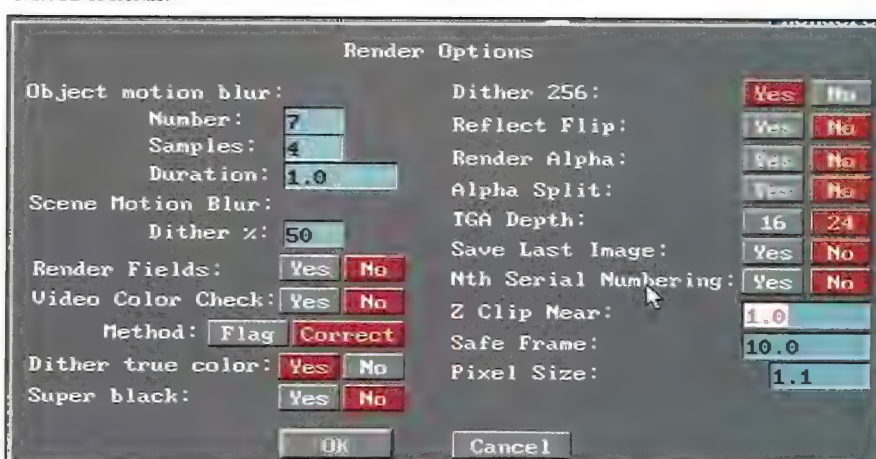 Render Options
Object motion blur:
Number: 7
Samples: 4
Duration: 1.0
Scene Motion Blur:
Dither %: 50
Render Fields: Yes No
Video Color Check: Yes No
Method: Flag Correct
Dither true color: Yes No
Super black: Yes No
Dither 256: Yes No
Reflect Flip: Yes No
Render Alpha: Yes No
Alpha Split: Yes No
TGA Depth: 16 24
Save Last Image: Yes No
Nth Serial Numbering: Yes No
Z Clip Near: 1.0
Safe Frame: 10.0
Pixel Size: 1.1
OK Cancel